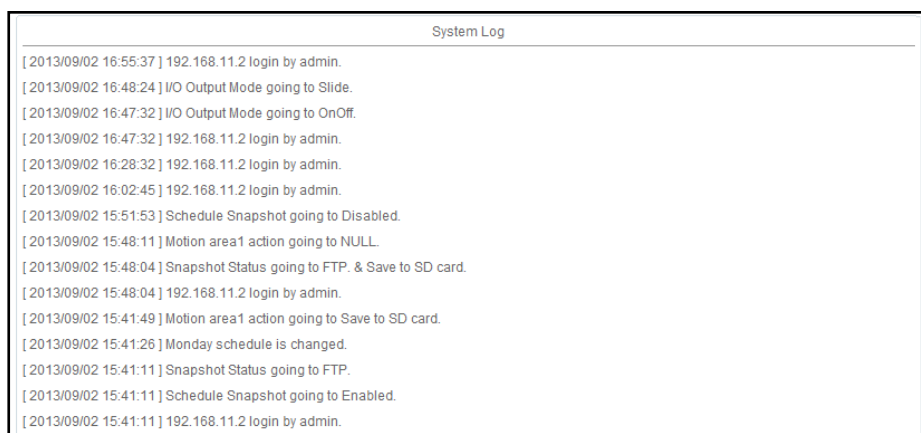 System Log
[ 2013/09/02 16:55:37 ] 192.168.11.2 login by admin.
[ 2013/09/02 16:48:24 ] I/O Output Mode going to Slide.
[ 2013/09/02 16:47:32 ] I/O Output Mode going to OnOff.
[ 2013/09/02 16:47:32 ] 192.168.11.2 login by admin.
[ 2013/09/02 16:28:32 ] 192.168.11.2 login by admin.
[ 2013/09/02 16:02:45 ] 192.168.11.2 login by admin.
[ 2013/09/02 15:51:53 ] Schedule Snapshot going to Disabled.
[ 2013/09/02 15:48:11 ] Motion area1 action going to NULL.
[ 2013/09/02 15:48:04 ] Snapshot Status going to FTP. & Save to SD card.
[ 2013/09/02 15:48:04 ] 192.168.11.2 login by admin.
[ 2013/09/02 15:41:49 ] Motion area1 action going to Save to SD card.
[ 2013/09/02 15:41:26 ] Monday schedule is changed.
[ 2013/09/02 15:41:11 ] Snapshot Status going to FTP.
[ 2013/09/02 15:41:11 ] Schedule Snapshot going to Enabled.
[ 2013/09/02 15:41:11 ] 192.168.11.2 login by admin.